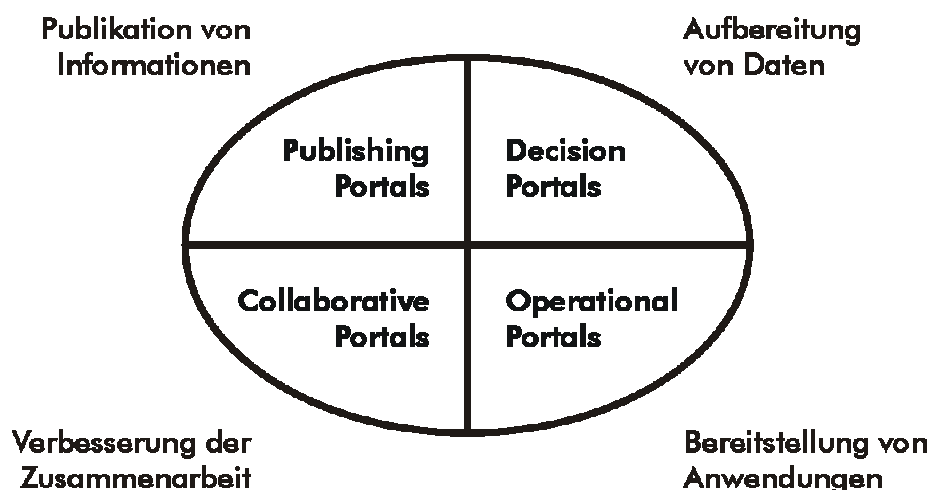 Publikation von
Informationen
Aufbereitung
von Daten
Publishing
Portals
Decision
Portals
Collaborative
Portals
Operational
Portals
Verbesserung der
Zusammenarbeit
Bereitstellung von
Anwendungen